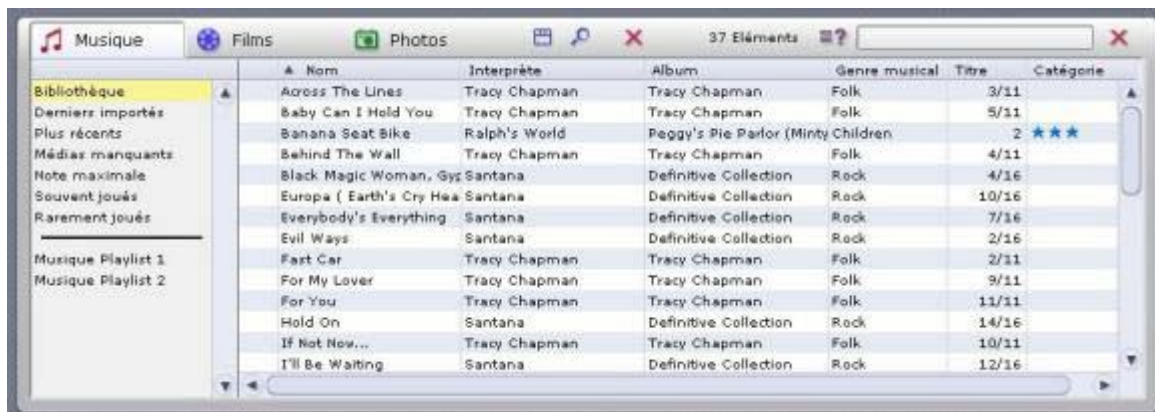 Musique Films Photos 37 Eléments ?
Nom Interprète Album Genre musical Titre Catégorie
Bibliothèque
Derniers importés
Plus récents
Médias manquants
Note maximale
Souvent joués
Rarement joués
Musique Playlist 1
Musique Playlist 2
Across The Lines Tracy Chapman Tracy Chapman Folk 3/11
Baby Can I Hold You Tracy Chapman Tracy Chapman Folk 5/11
Banana Seat Bike Ralph's World Peggy's Pie Parlor (Minty Children 2 ★★★
Behind The Wall Tracy Chapman Tracy Chapman Folk 4/11
Black Magic Woman, Gyp Santana Definitive Collection Rock 4/16
Europa ( Earth's Cry Hea Santana Definitive Collection Rock 10/16
Everybody's Everything Santana Definitive Collection Rock 7/16
Evil Ways Santana Definitive Collection Rock 2/16
Fast Car Tracy Chapman Tracy Chapman Folk 2/11
For My Lover Tracy Chapman Tracy Chapman Folk 9/11
For You Tracy Chapman Tracy Chapman Folk 11/11
Hold On Santana Definitive Collection Rock 14/16
If Not Now... Tracy Chapman Tracy Chapman Folk 10/11
I'll Be Waiting Santana Definitive Collection Rock 12/16